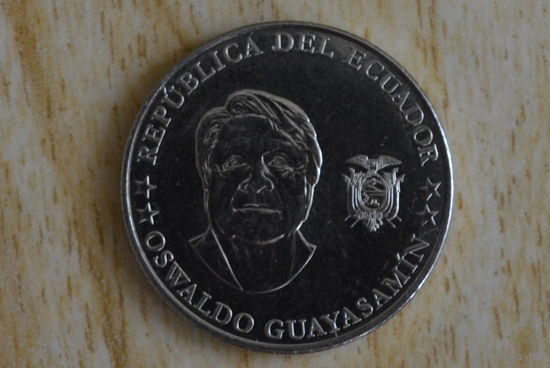 REPÚBLICA DEL ECUADOR
OSWALDO GUAYASAMÍN